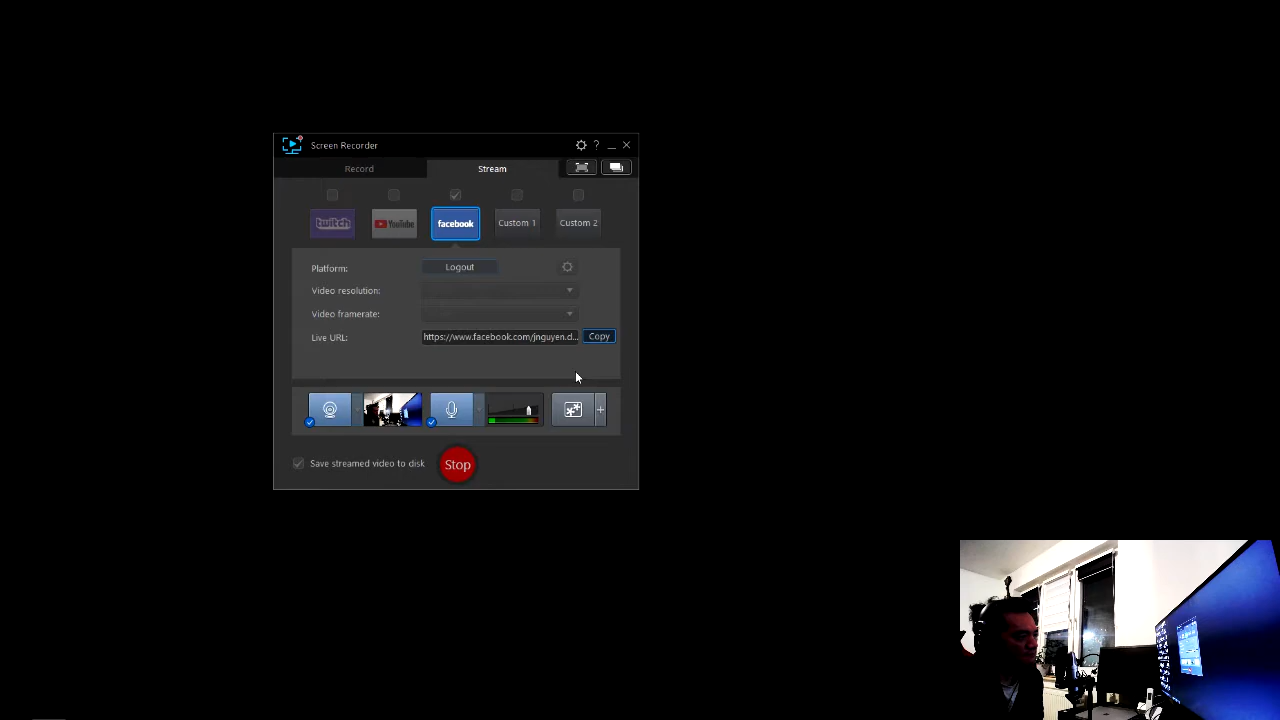 Screen Recorder
?
Record
Stream
twitch
YouTube
facebook
Custom 1
Custom 2
Platform:
Logout
Video resolution:
Video framerate:
Live URL:
https://www.facebook.com/jnguyen.d...
Copy
Save streamed video to disk
Stop